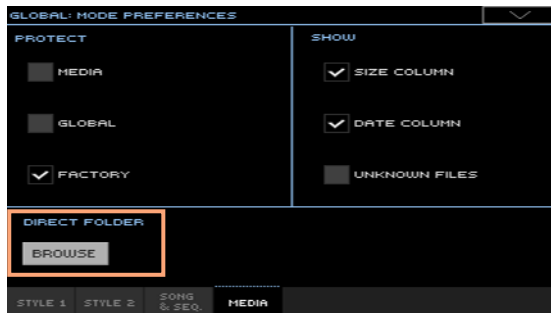 GLOBAL: MODE PREFERENCES
PROTECT
SHOW
MEDIA
SIZE COLUMN
GLOBAL
DATE COLUMN
FACTORY
UNKNOWN FILES
DIRECT FOLDER
BROWSE
STYLE 1
STYLE 2
SONG
& SEQ.
MEDIA